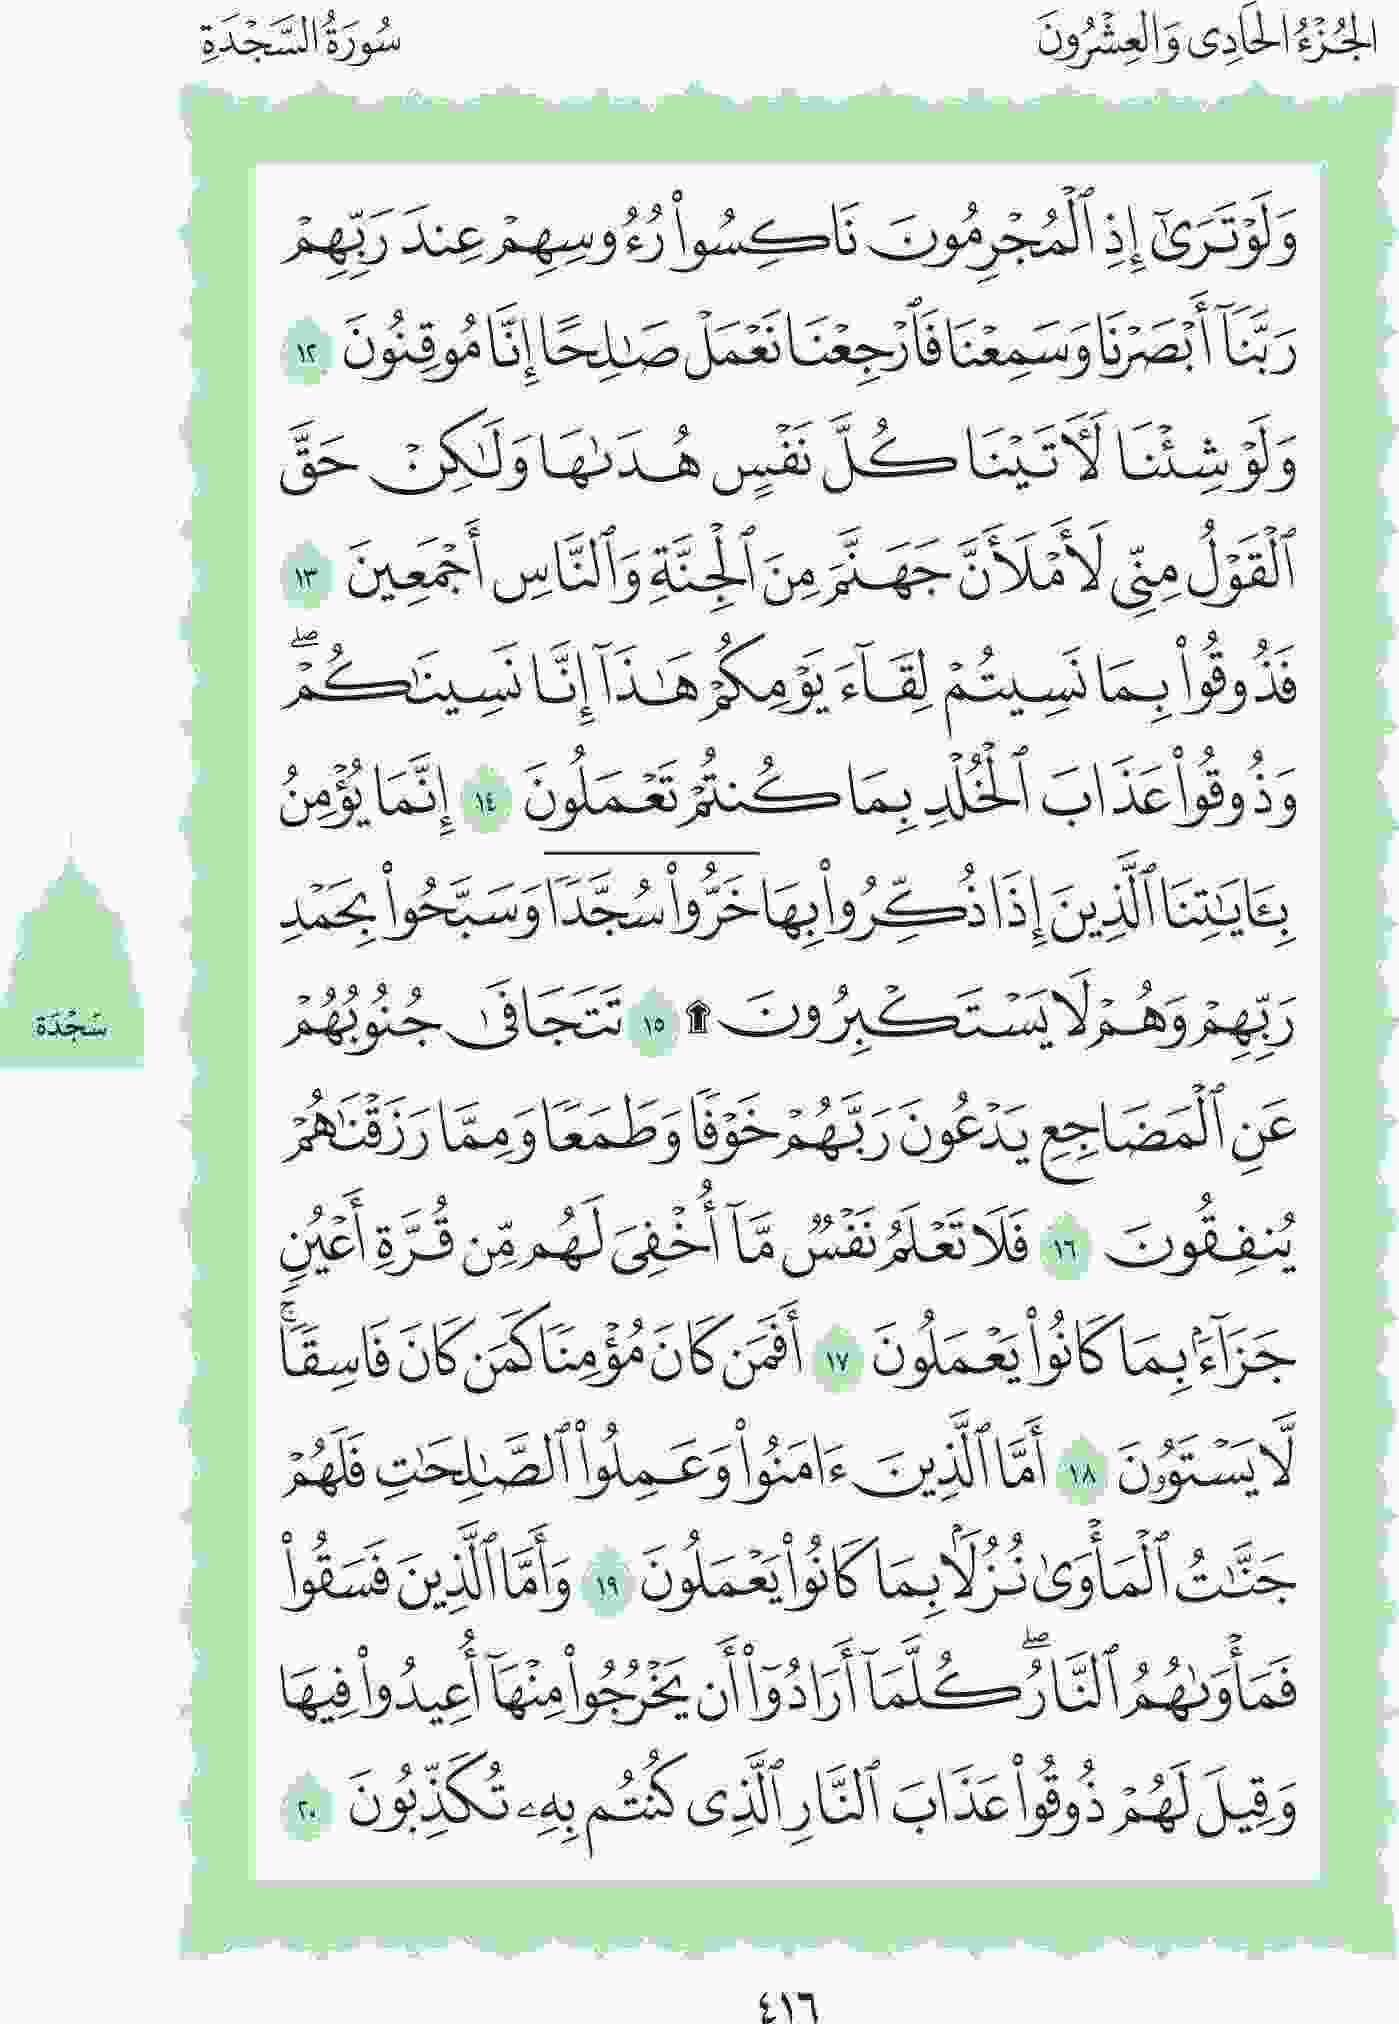 الجُزْءُ الحَادِى وَالعِشْرُونَ
سُورَةُ السَّجْدَةِ
وَلَوْ تَرَىٰٓ إِذِ ٱلْمُجْرِمُونَ نَاكِسُوا۟ رُءُوسِهِمْ عِندَ رَبِّهِمْ
رَبَّنَآ أَبْصَرْنَا وَسَمِعْنَا فَٱرْجِعْنَا نَعْمَلْ صَـٰلِحًا إِنَّا مُوقِنُونَ ١٢
وَلَوْ شِئْنَا لَـَٔاتَيْنَا كُلَّ نَفْسٍ هُدَىٰهَا وَلَـٰكِنْ حَقَّ
ٱلْقَوْلُ مِنِّى لَأَمْلَأَنَّ جَهَنَّمَ مِنَ ٱلْجِنَّةِ وَٱلنَّاسِ أَجْمَعِينَ ١٣
فَذُوقُوا۟ بِمَا نَسِيتُمْ لِقَآءَ يَوْمِكُمْ هَـٰذَآ إِنَّا نَسِينَـٰكُمْ ۖ
وَذُوقُوا۟ عَذَابَ ٱلْخُلْدِ بِمَا كُنتُمْ تَعْمَلُونَ ١٤ إِنَّمَا يُؤْمِنُ
بِـَٔايَـٰتِنَا ٱلَّذِينَ إِذَا ذُكِّرُوا۟ بِهَا خَرُّوا۟ سُجَّدًا وَسَبَّحُوا۟ بِحَمْدِ
رَبِّهِمْ وَهُمْ لَا يَسْتَكْبِرُونَ ۩ ١٥ تَتَجَافَىٰ جُنُوبُهُمْ
سَجْدَة
عَنِ ٱلْمَضَاجِعِ يَدْعُونَ رَبَّهُمْ خَوْفًا وَطَمَعًا وَمِمَّا رَزَقْنَـٰهُمْ
يُنفِقُونَ ١٦ فَلَا تَعْلَمُ نَفْسٌ مَّآ أُخْفِىَ لَهُم مِّن قُرَّةِ أَعْيُنٍ
جَزَآءًۢ بِمَا كَانُوا۟ يَعْمَلُونَ ١٧ أَفَمَن كَانَ مُؤْمِنًا كَمَن كَانَ فَاسِقًا ۚ
لَّا يَسْتَوُۥنَ ١٨ أَمَّا ٱلَّذِينَ ءَامَنُوا۟ وَعَمِلُوا۟ ٱلصَّـٰلِحَـٰتِ فَلَهُمْ
جَنَّـٰتُ ٱلْمَأْوَىٰ نُزُلًۢا بِمَا كَانُوا۟ يَعْمَلُونَ ١٩ وَأَمَّا ٱلَّذِينَ فَسَقُوا۟
فَمَأْوَىٰهُمُ ٱلنَّارُ ۖ كُلَّمَآ أَرَادُوٓا۟ أَن يَخْرُجُوا۟ مِنْهَآ أُعِيدُوا۟ فِيهَا
وَقِيلَ لَهُمْ ذُوقُوا۟ عَذَابَ ٱلنَّارِ ٱلَّذِى كُنتُم بِهِۦ تُكَذِّبُونَ ٢٠
٤١٦